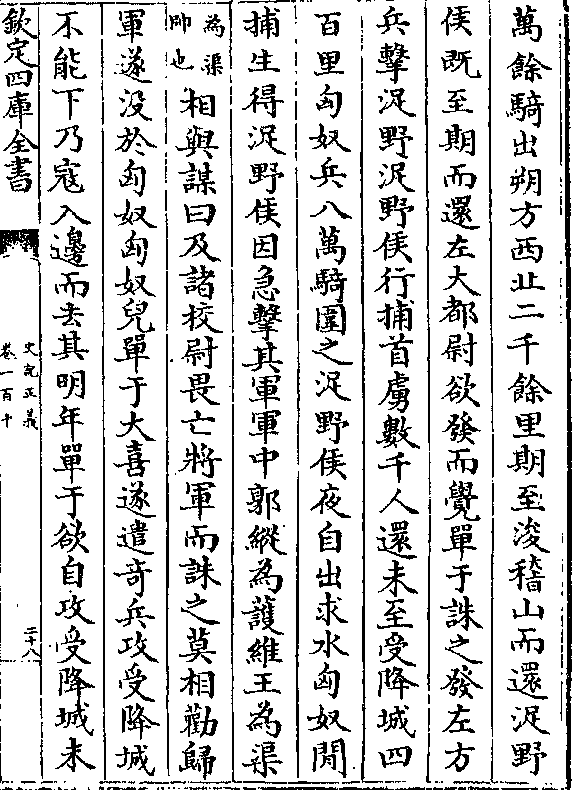 萬餘騎出朔方西北二千餘里期至浚稽山而還浞野
侯既至期而還左大都尉欲發而覺單于誅之發左方
兵擊浞野浞野侯行捕首虜數千人還未至受降城四
百里匈奴兵八萬騎圍之浞野侯夜自出求水匈奴閒
捕生得浞野侯因急擊其軍軍中郭縱為護維王為渠
為渠
帥也
相與謀曰及諸校尉畏亡將軍而誅之莫相勸歸
軍遂没於匈奴匈奴兒單于大喜遂遣奇兵攻受降城
不能下乃寇入邊而去其明年單于欲自攻受降城未
欽定四庫全書
史記正義
卷一百十
二十八